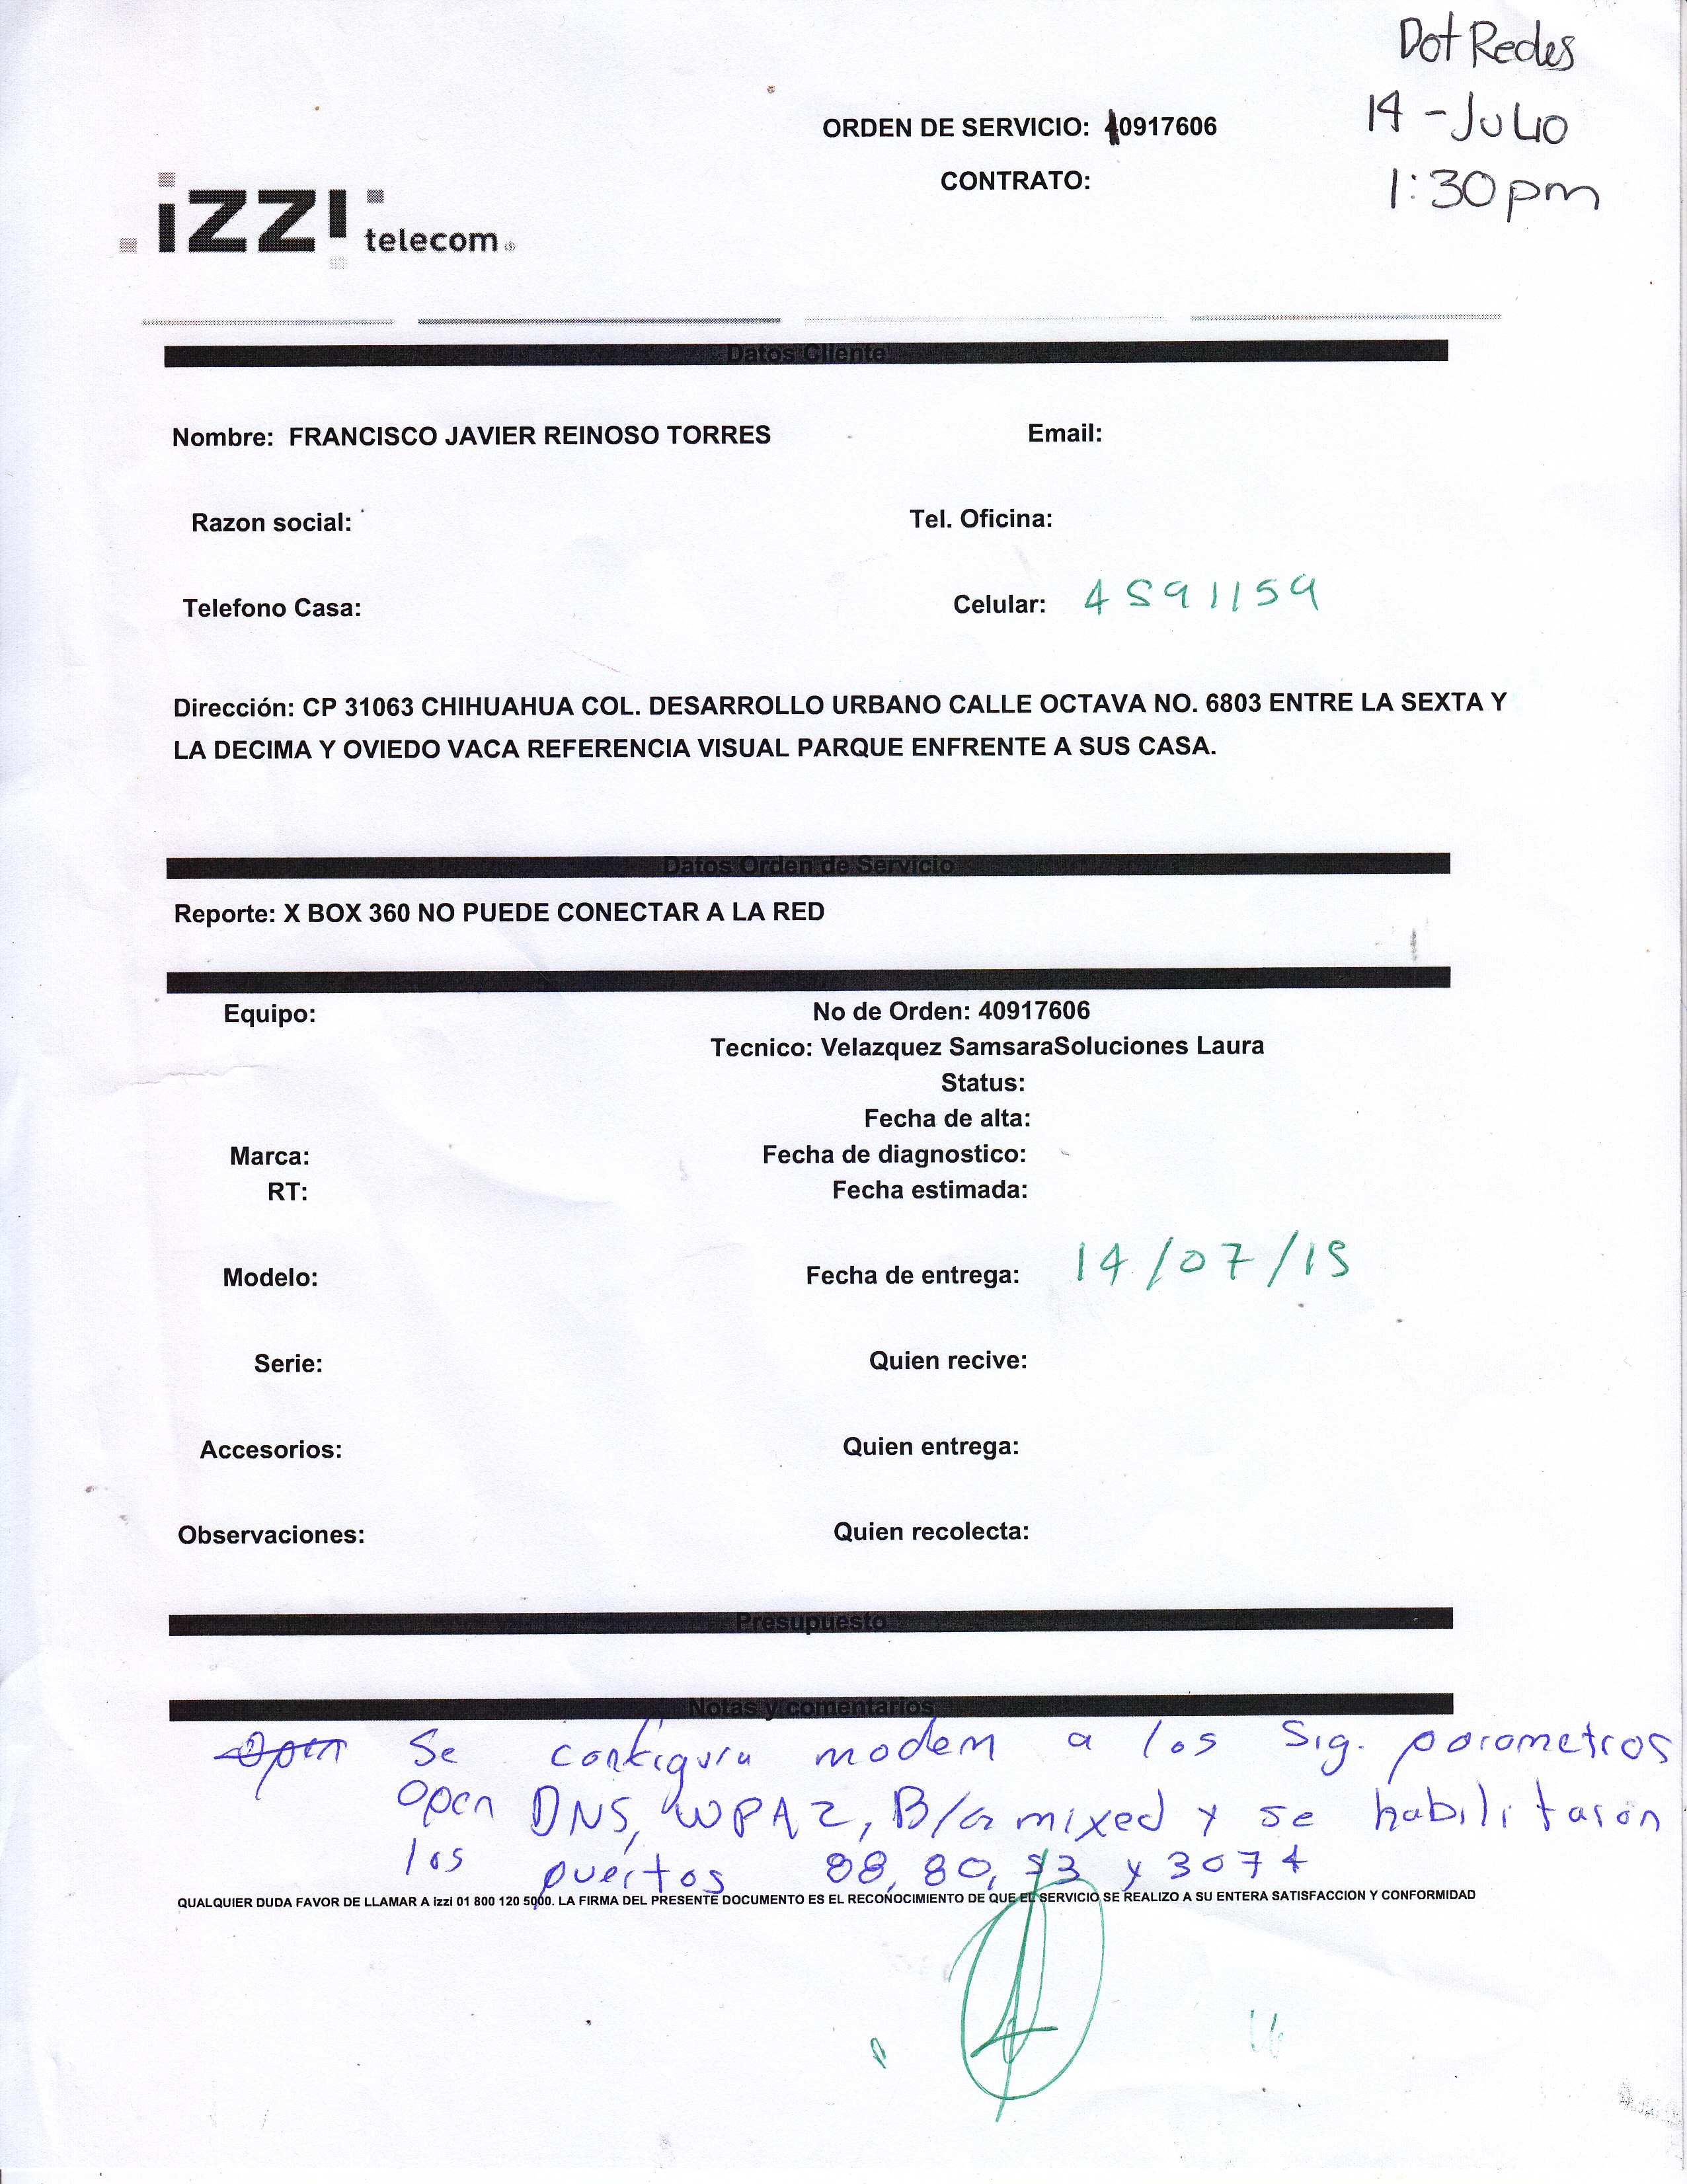 Dot Redes
14 - Julio
1:30 pm
ORDEN DE SERVICIO: 40917606
CONTRATO:
izzi telecom®
Datos Cliente
Nombre: FRANCISCO JAVIER REINOSO TORRES
Email:
Razon social:
Tel. Oficina:
Telefono Casa:
Celular: 4591159
Dirección: CP 31063 CHIHUAHUA COL. DESARROLLO URBANO CALLE OCTAVA NO. 6803 ENTRE LA SEXTA Y
LA DECIMA Y OVIEDO VACA REFERENCIA VISUAL PARQUE ENFRENTE A SUS CASA.
Datos Orden de Servicio
Reporte: X BOX 360 NO PUEDE CONECTAR A LA RED
Equipo:
No de Orden: 40917606
Tecnico: Velazquez SamsaraSoluciones Laura
Status:
Fecha de alta:
Marca:
Fecha de diagnostico:
RT:
Fecha estimada:
Modelo:
Fecha de entrega: 14/07/15
Serie:
Quien recive:
Accesorios:
Quien entrega:
Observaciones:
Quien recolecta:
Presupuesto
Notas y comentarios
Open Se configura modem a los Sig. parametros
Open DNS, WPA2, B/G mixed y se habilitaron
los puertos 88, 80, 53 y 3074
QUALQUIER DUDA FAVOR DE LLAMAR A izzi 01 800 120 5000. LA FIRMA DEL PRESENTE DOCUMENTO ES EL RECONOCIMIENTO DE QUE EL SERVICIO SE REALIZO A SU ENTERA SATISFACCION Y CONFORMIDAD